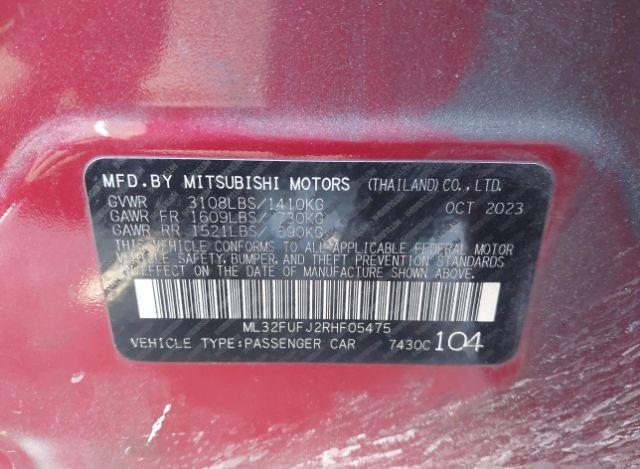 MFD.BY MITSUBISHI MOTORS (THAILAND)CO.,LTD.
GVWR 3108LBS/1410KG OCT 2023
GAWR FR 1609LBS/ 730KG
GAWR RR 1521LBS/ 690KG
THIS VEHICLE CONFORMS TO ALL APPLICABLE FEDERAL MOTOR
VEHICLE SAFETY, BUMPER, AND THEFT PREVENTION STANDARDS
IN EFFECT ON THE DATE OF MANUFACTURE SHOWN ABOVE.
ML32FUFJ2RHF05475
VEHICLE TYPE:PASSENGER CAR 7430C 104